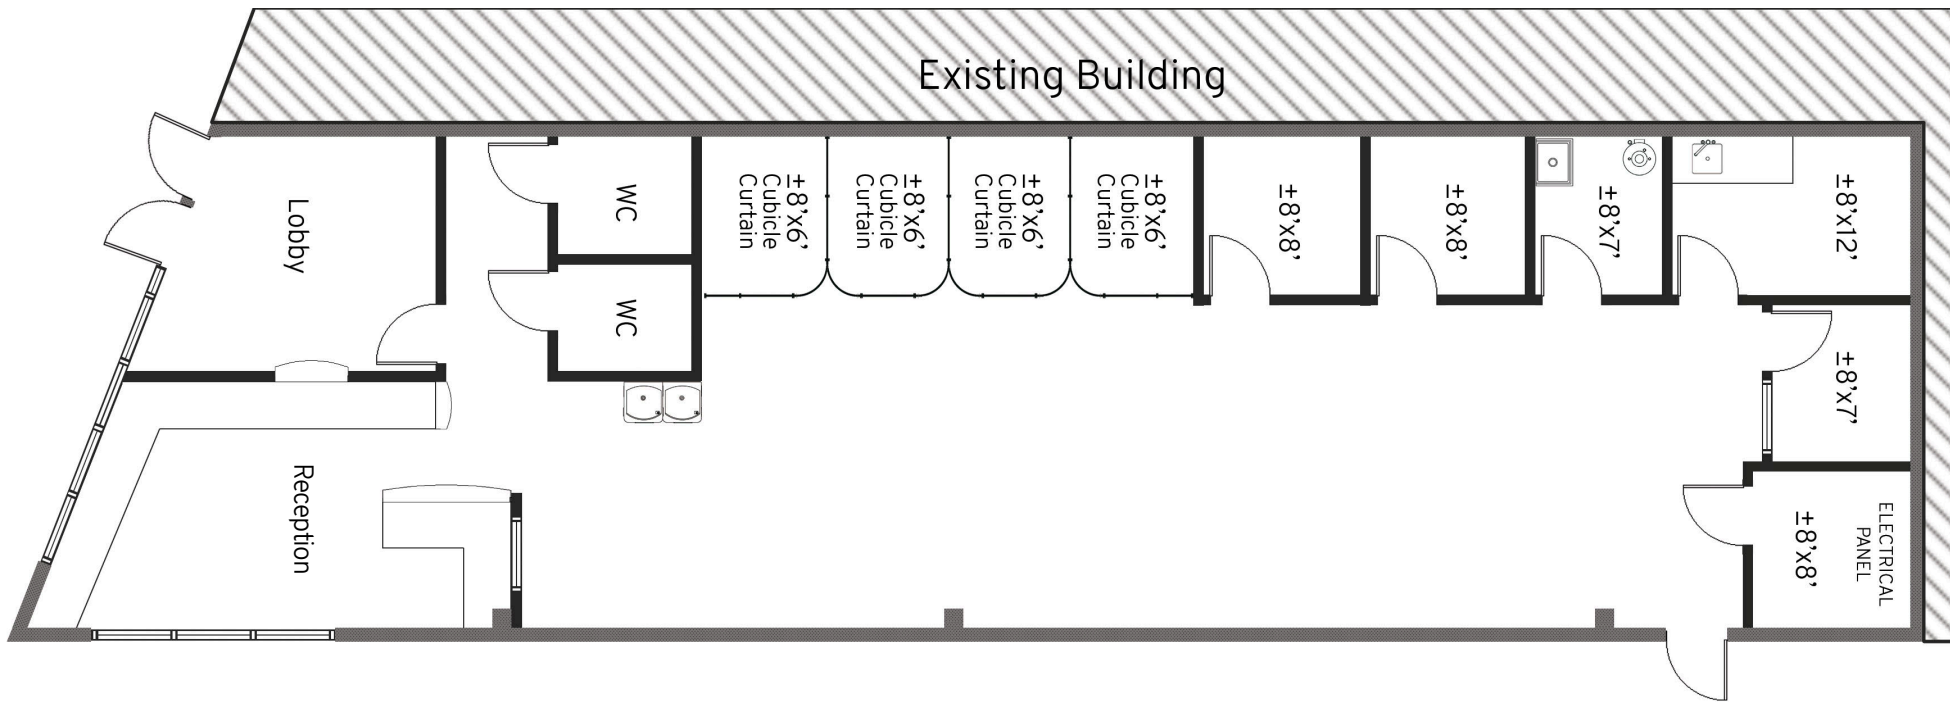 Existing Building
Lobby
WC
WC
±8'x6'
Cubicle
Curtain
±8'x6'
Cubicle
Curtain
±8'x6'
Cubicle
Curtain
±8'x6'
Cubicle
Curtain
±8'x8'
±8'x8'
±8'x7'
±8'x12'
±8'x7'
Reception
ELECTRICAL
PANEL
±8'x8'